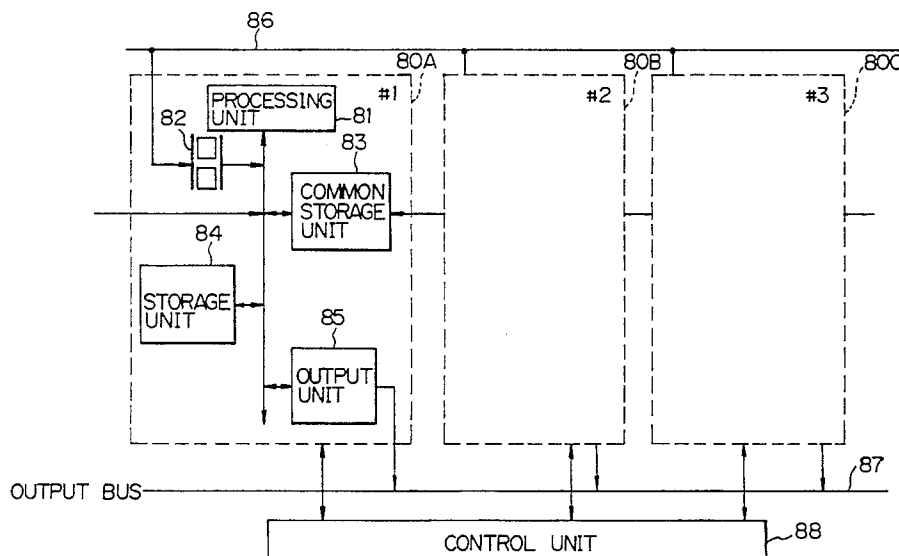 86
80A
80B
80C
#1
#2
#3
PROCESSING
UNIT
81
82
83
COMMON
STORAGE
UNIT
84
STORAGE
UNIT
85
OUTPUT
UNIT
OUTPUT BUS
87
CONTROL UNIT
88